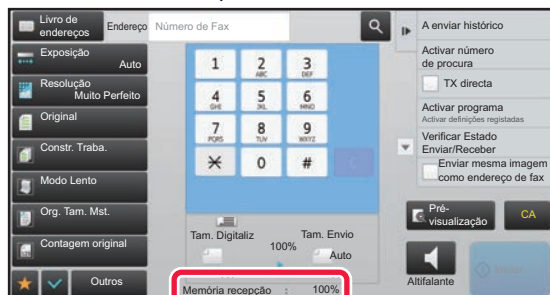 Livro de
endereços
Endereço
Número de Fax
Exposição
Auto
Resolução
Muito Perfeito
Original
Constr. Traba.
Modo Lento
Org. Tam. Mst.
Contagem original
Outros
1
2
ABC
3
DEF
4
GHI
5
JKL
6
MNO
7
PQRS
8
TUV
9
WXYZ
0
#
Tam. Digitaliz
100%
Tam. Envio
Auto
Memória recepção : 100%
A enviar histórico
Activar número
de procura
TX directa
Activar programa
Activar definições registadas
Verificar Estado
Enviar/Receber
Enviar mesma imagem
como endereço de fax
Pré-
visualização
CA
Altifalante